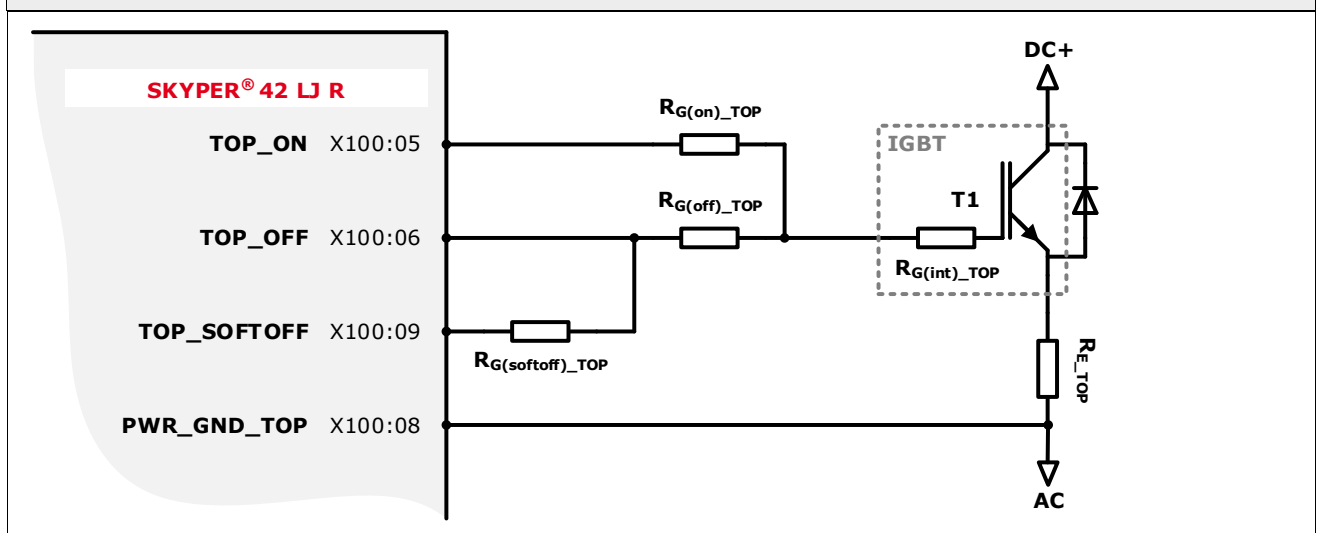 DC+
SKYPER® 42 LJ R
RG(on)_TOP
TOP_ON X100:05
IGBT
T1
RG(off)_TOP
TOP_OFF X100:06
RG(int)_TOP
TOP_SOFTOFF X100:09
RG(softoff)_TOP
RE_TOP
PWR_GND_TOP X100:08
AC